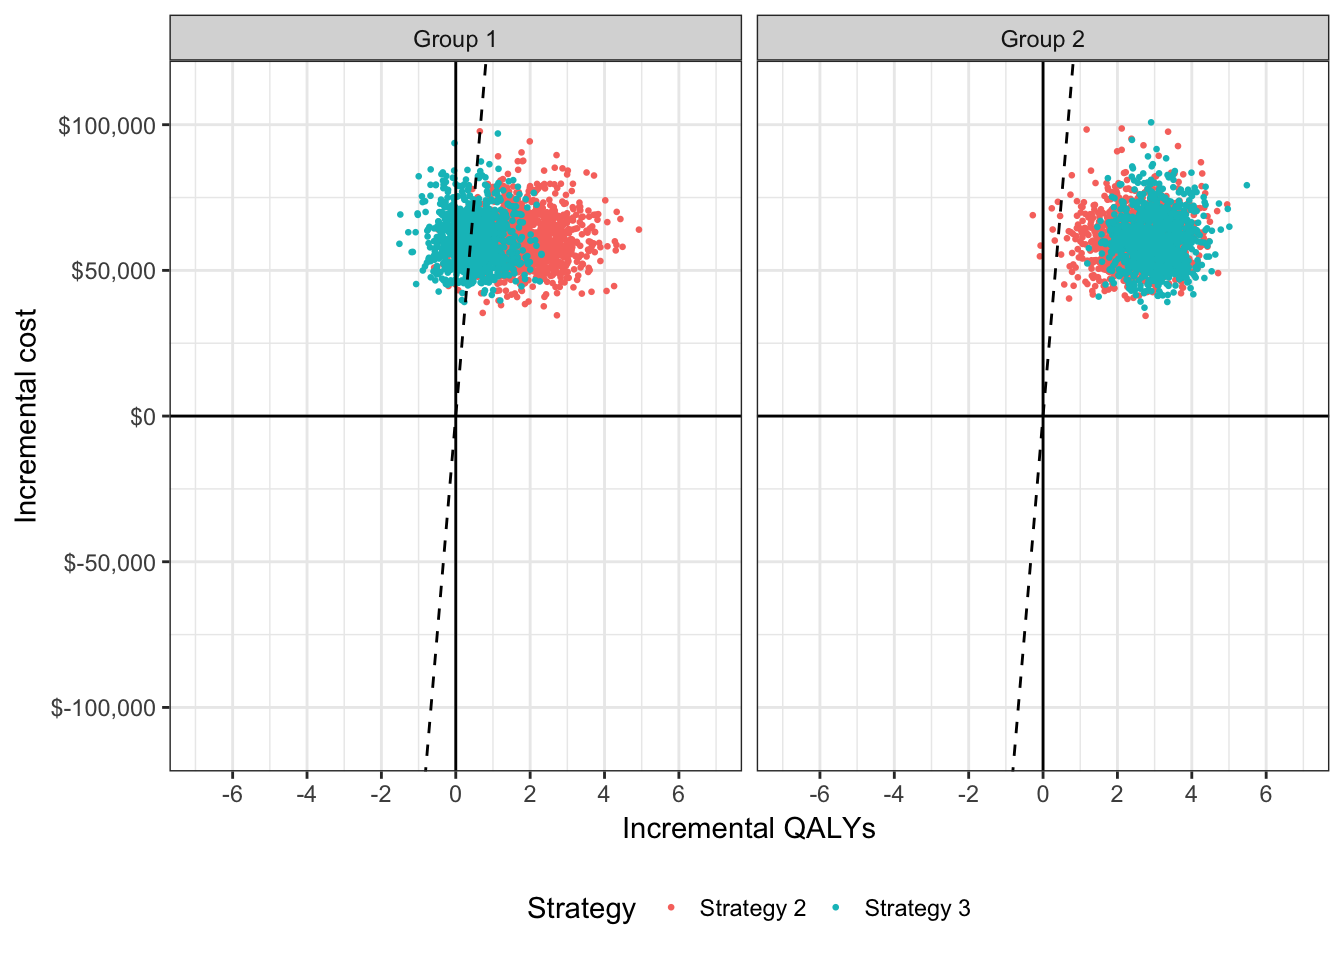 Group 1
Group 2
Incremental cost
$100,000
$50,000
$0
$-50,000
$-100,000
-6 -4 -2 0 2 4 6
-6 -4 -2 0 2 4 6
Incremental QALYs
Strategy Strategy 2 Strategy 3